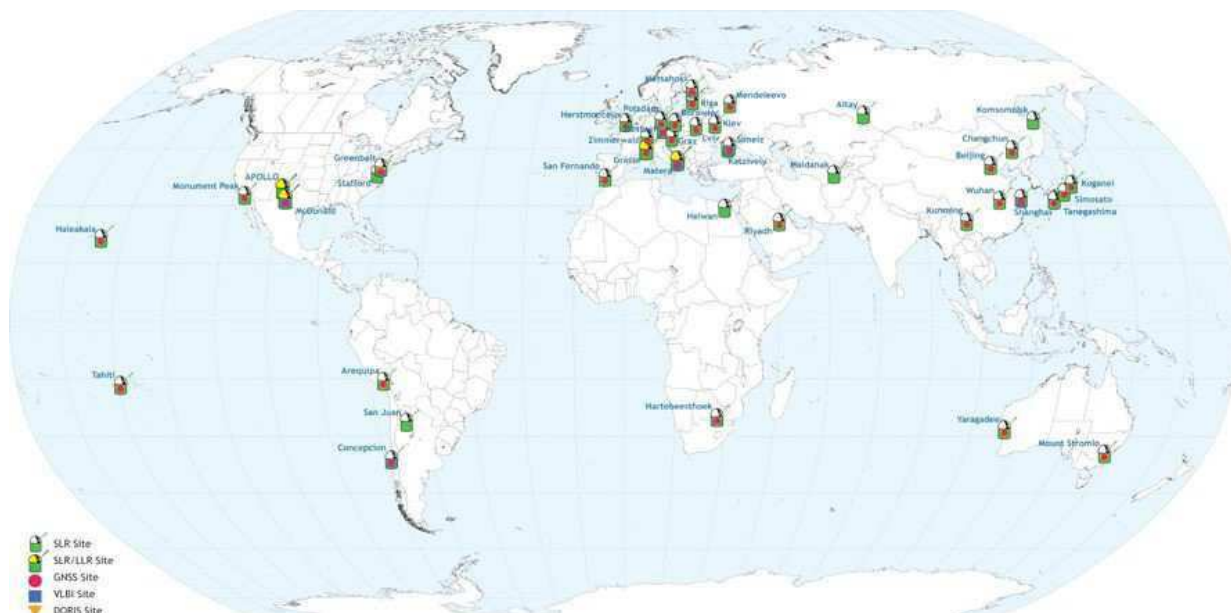 Metsahovi
Riga
Mendeleevo
Potsdam
Borowiec
Herstmonceux
Kiev
Lviv
Zimmerwald
Graz
Simeiz
Grasse
Katzively
San Fernando
Matera
Altay
Komsomolsk
Changchun
Beijing
Maidanak
Koganei
Wuhan
Simosato
Shanghai
Tanegashima
Kunming
Greenbelt
Stafford
APOLLO
Monument Peak
McDonald
Haleakala
Helwan
Riyadh
Tahiti
Arequipa
San Juan
Concepcion
Hartebeesthoek
Yaragadee
Mount Stromlo
SLR Site
SLR/LLR Site
GNSS Site
VLBI Site
DORIS Site